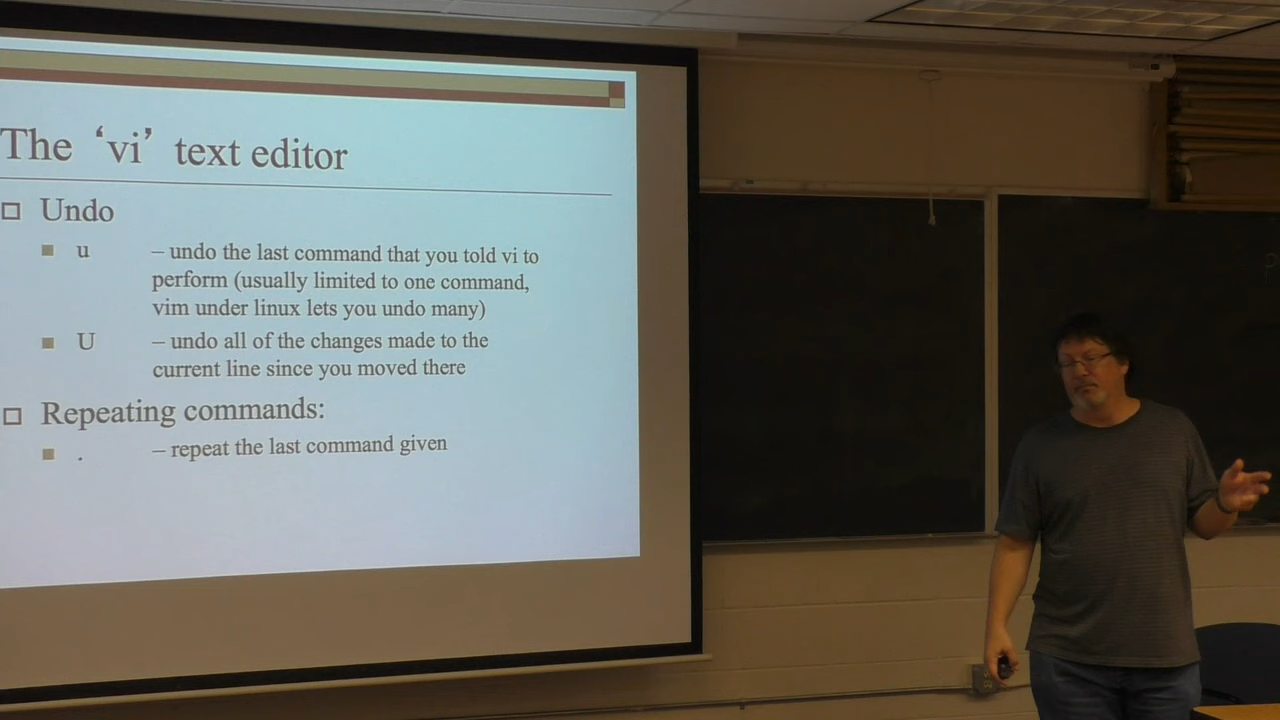 The ‘vi’ text editor
Undo
u – undo the last command that you told vi to
perform (usually limited to one command,
vim under linux lets you undo many)
U – undo all of the changes made to the
current line since you moved there
Repeating commands:
. – repeat the last command given